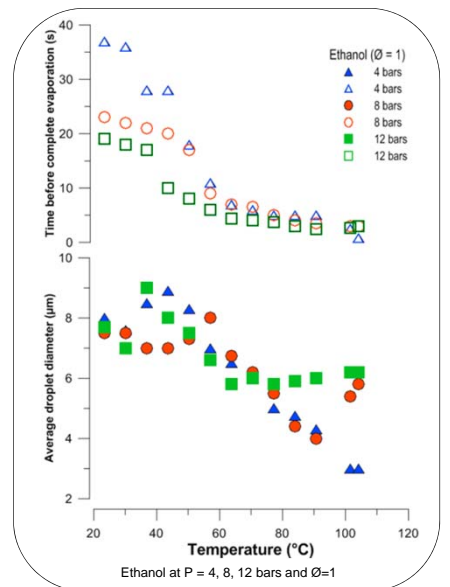 Time before complete evaporation (s)
50
40
30
20
10
0
Ethanol (Ø = 1)
4 bars
4 bars
8 bars
8 bars
12 bars
12 bars
Average droplet diameter (µm)
10
8
6
4
2
20 40 60 80 100 120
Temperature (°C)
Ethanol at P = 4, 8, 12 bars and Ø=1